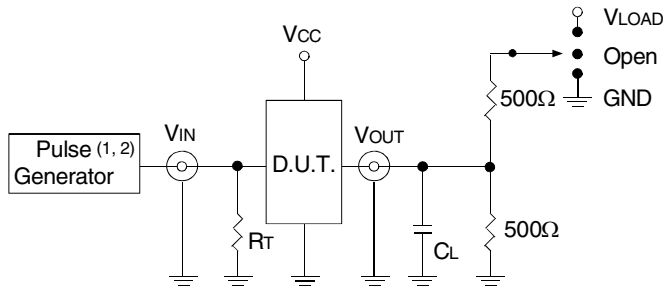 VLOAD
VCC
Open
500Ω
GND
VIN
VOUT
Pulse (1, 2)
Generator
D.U.T.
RT
CL
500Ω